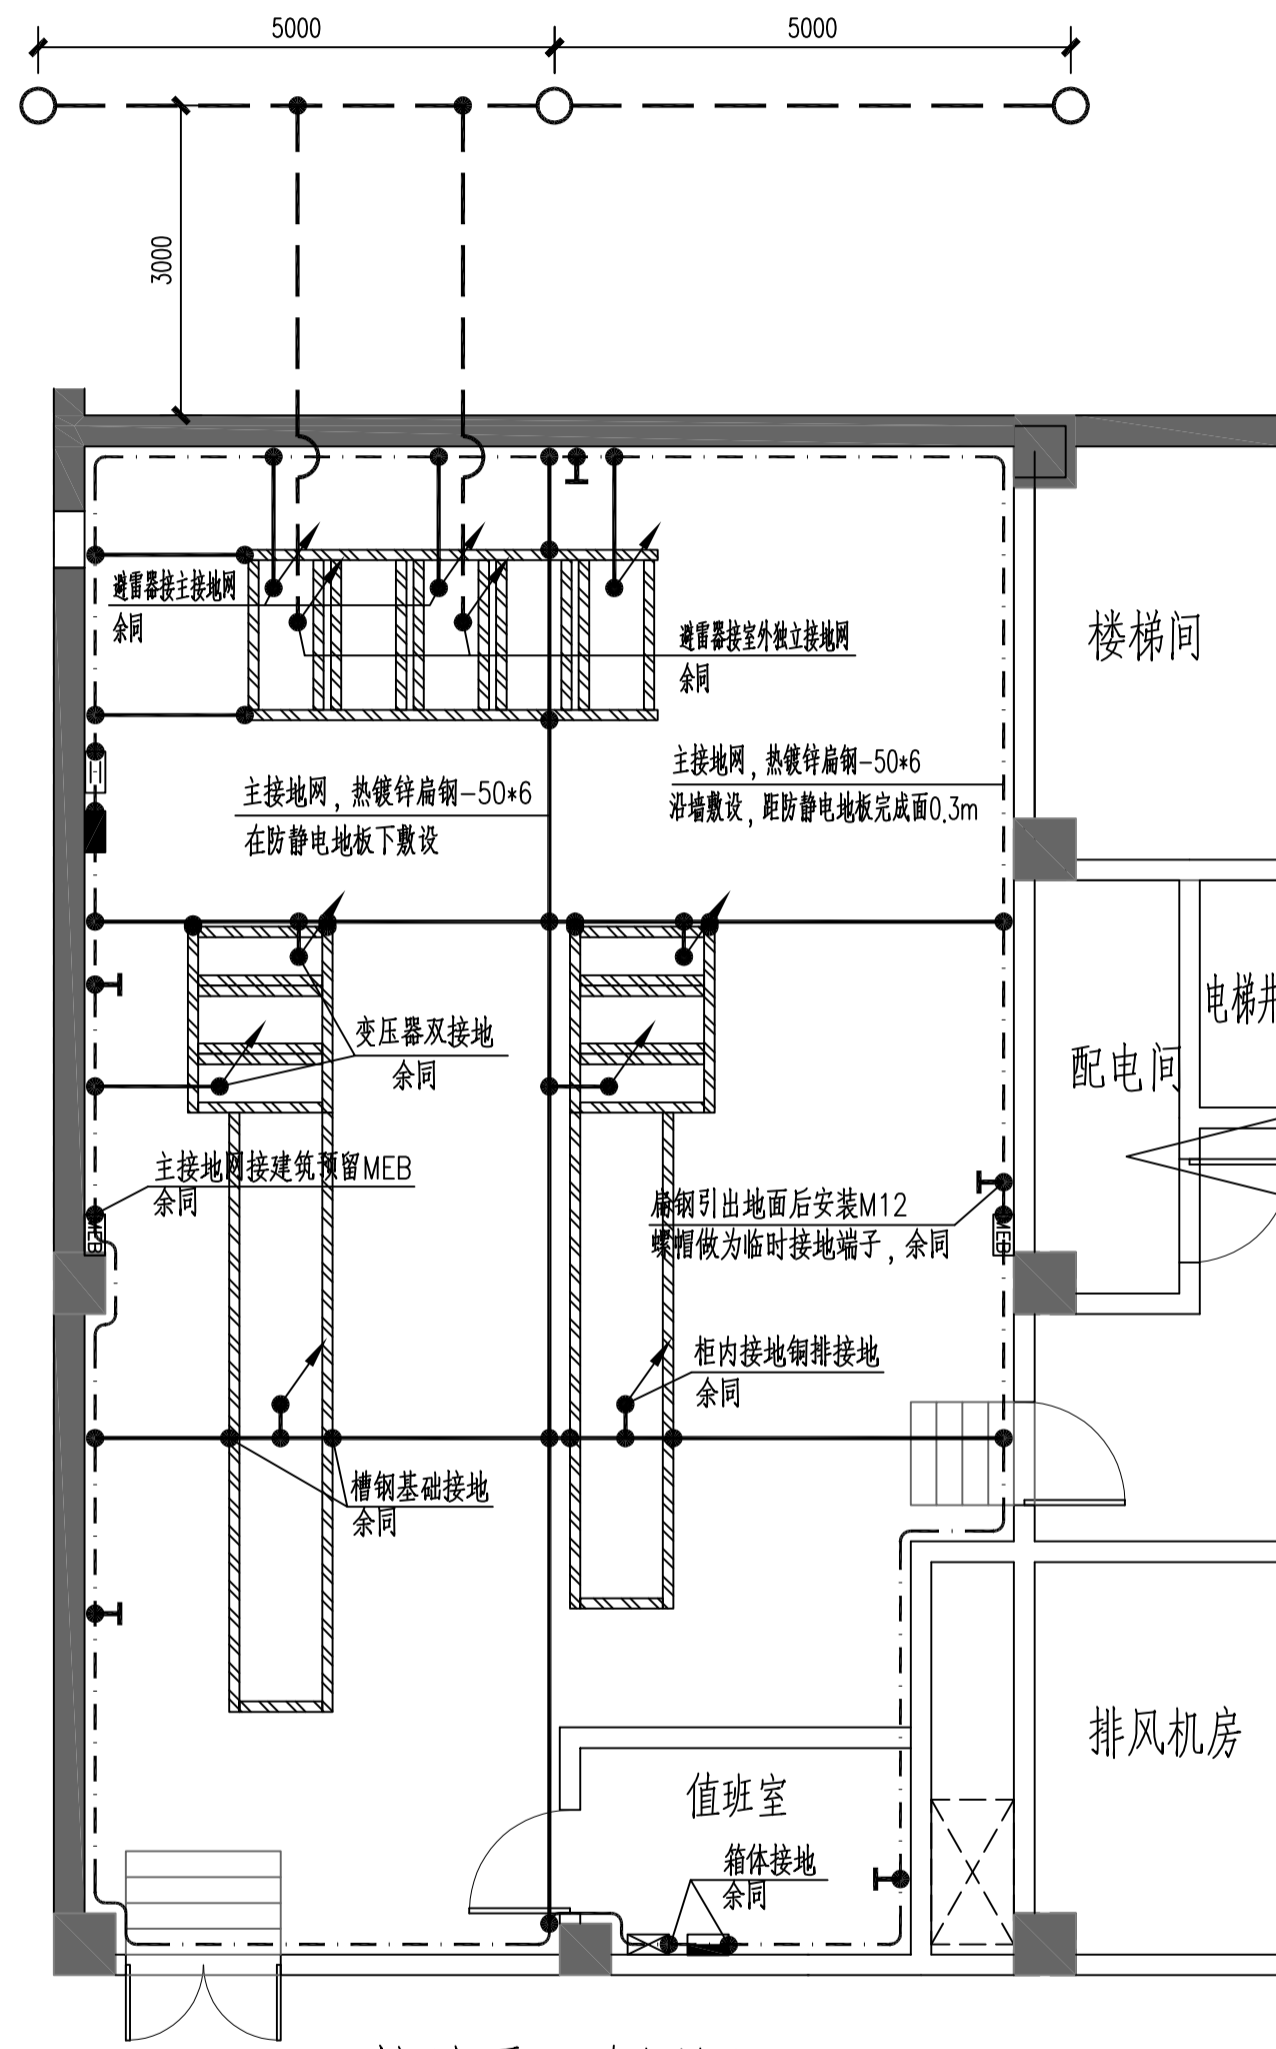 5000
5000
3000
避雷器接主接地网
余同
避雷器接室外独立接地网
余同
楼梯间
主接地网，热镀锌扁钢-50*6
在防静电地板下敷设
主接地网，热镀锌扁钢-50*6
沿墙敷设，距防静电地板完成面0.3m
电梯井
变压器双接地
余同
配电间
主接地网接建筑预留MEB
余同
MEB
扁钢引出地面后安装M12
螺帽做为临时接地端子，余同
MEB
柜内接地铜排接地
余同
槽钢基础接地
余同
排风机房
值班室
箱体接地
余同